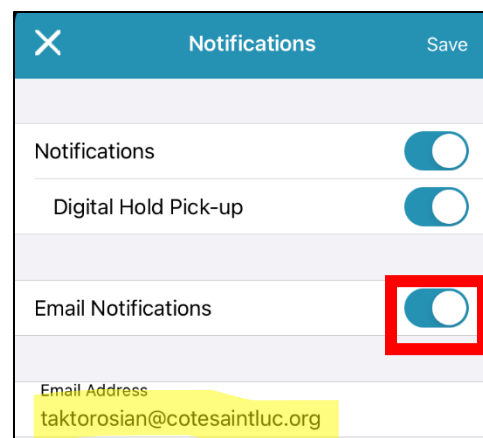 Notifications Save
Notifications
Digital Hold Pick-up
Email Notifications
Email Address
taktorosian@cotesaintluc.org